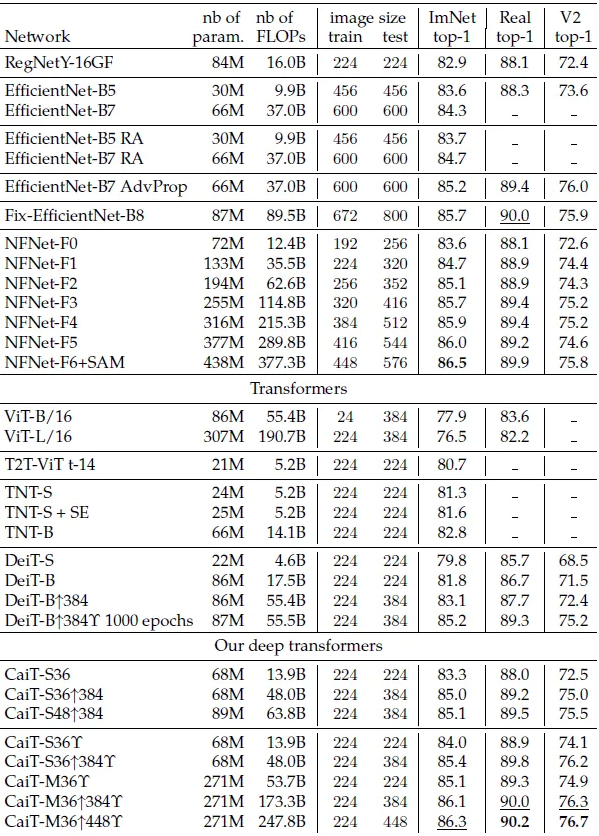 nb of nb of image size ImNet Real V2
Network param. FLOPs train test top-1 top-1 top-1
RegNetY-16GF 84M 16.0B 224 224 82.9 88.1 72.4
EfficientNet-B5 30M 9.9B 456 456 83.6 88.3 73.6
EfficientNet-B7 66M 37.0B 600 600 84.3 – –
EfficientNet-B5 RA 30M 9.9B 456 456 83.7 – –
EfficientNet-B7 RA 66M 37.0B 600 600 84.7 – –
EfficientNet-B7 AdvProp 66M 37.0B 600 600 85.2 89.4 76.0
Fix-EfficientNet-B8 87M 89.5B 672 800 85.7 90.0 75.9
NFNet-F0 72M 12.4B 192 256 83.6 88.1 72.6
NFNet-F1 133M 35.5B 224 320 84.7 88.9 74.4
NFNet-F2 194M 62.6B 256 352 85.1 88.9 74.3
NFNet-F3 255M 114.8B 320 416 85.7 89.4 75.2
NFNet-F4 316M 215.3B 384 512 85.9 89.4 75.2
NFNet-F5 377M 289.8B 416 544 86.0 89.2 74.6
NFNet-F6+SAM 438M 377.3B 448 576 86.5 89.9 75.8
Transformers
ViT-B/16 86M 55.4B 24 384 77.9 83.6 –
ViT-L/16 307M 190.7B 224 384 76.5 82.2 –
T2T-ViT t-14 21M 5.2B 224 224 80.7 – –
TNT-S 24M 5.2B 224 224 81.3 – –
TNT-S + SE 25M 5.2B 224 224 81.6 – –
TNT-B 66M 14.1B 224 224 82.8 – –
DeiT-S 22M 4.6B 224 224 79.8 85.7 68.5
DeiT-B 86M 17.5B 224 224 81.8 86.7 71.5
DeiT-B↑384 86M 55.4B 224 384 83.1 87.7 72.4
DeiT-B↑384ϒ 1000 epochs 87M 55.5B 224 384 85.2 89.3 75.2
Our deep transformers
CaiT-S36 68M 13.9B 224 224 83.3 88.0 72.5
CaiT-S36↑384 68M 48.0B 224 384 85.0 89.2 75.0
CaiT-S48↑384 89M 63.8B 224 384 85.1 89.5 75.5
CaiT-S36ϒ 68M 13.9B 224 224 84.0 88.9 74.1
CaiT-S36↑384ϒ 68M 48.0B 224 384 85.4 89.8 76.2
CaiT-M36ϒ 271M 53.7B 224 224 85.1 89.3 74.9
CaiT-M36↑384ϒ 271M 173.3B 224 384 86.1 90.0 76.3
CaiT-M36↑448ϒ 271M 247.8B 224 448 86.3 90.2 76.7